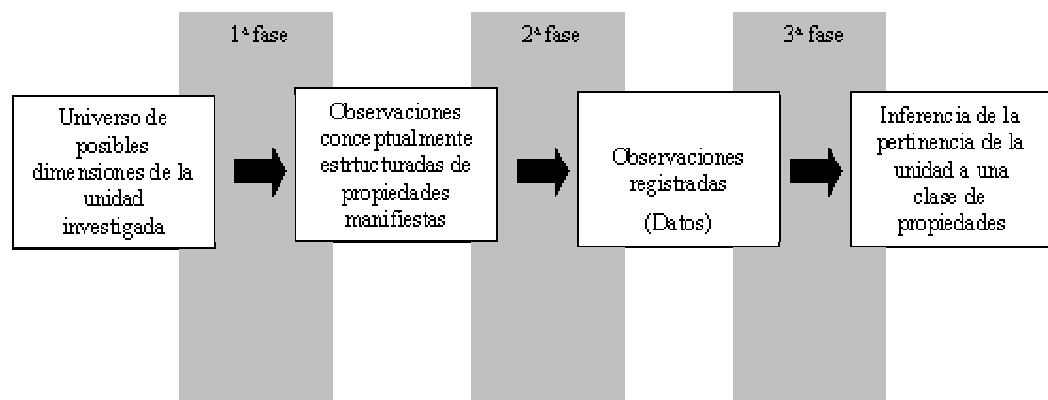 1ª fase
2ª fase
3ª fase
Universo de
posibles
dimensiones de la
unidad
investigada
Observaciones
conceptualmente
estrtucturadas de
propiedades
manifiestas
Observaciones
registradas
(Datos)
Inferencia de la
pertinencia de la
unidad a una
clase de
propiedades